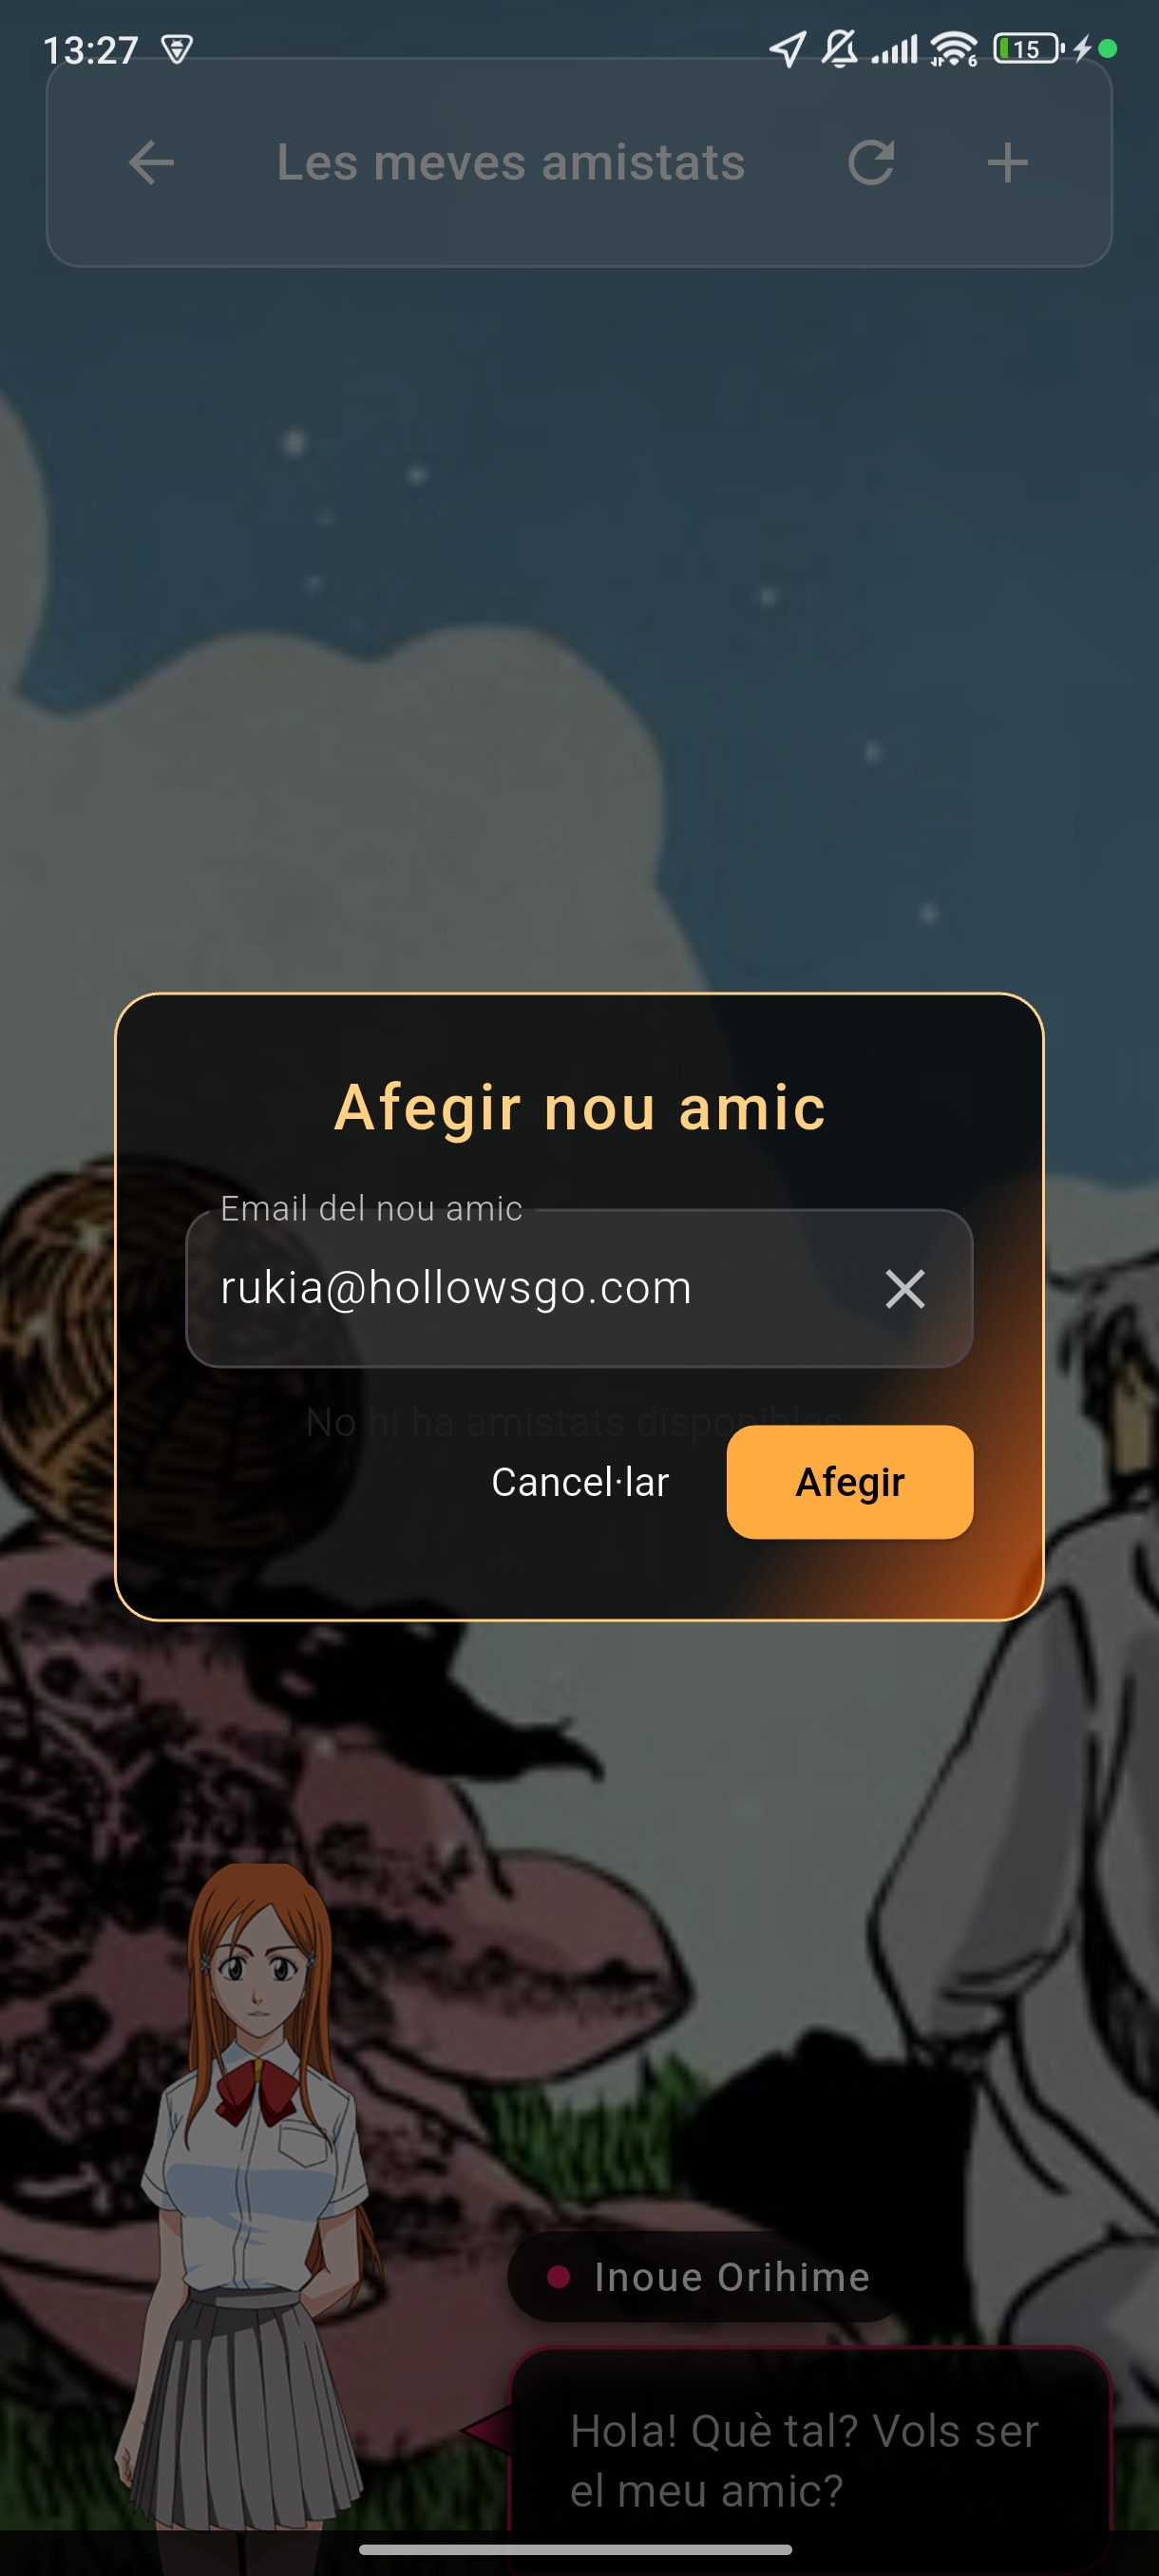 13:27
6
15
Les meves amistats
Afegir nou amic
Email del nou amic
rukia@hollowsgo.com
No hi ha amistats disponibles
Cancel·lar
Afegir
Inoue Orihime
Hola! Què tal? Vols ser
el meu amic?